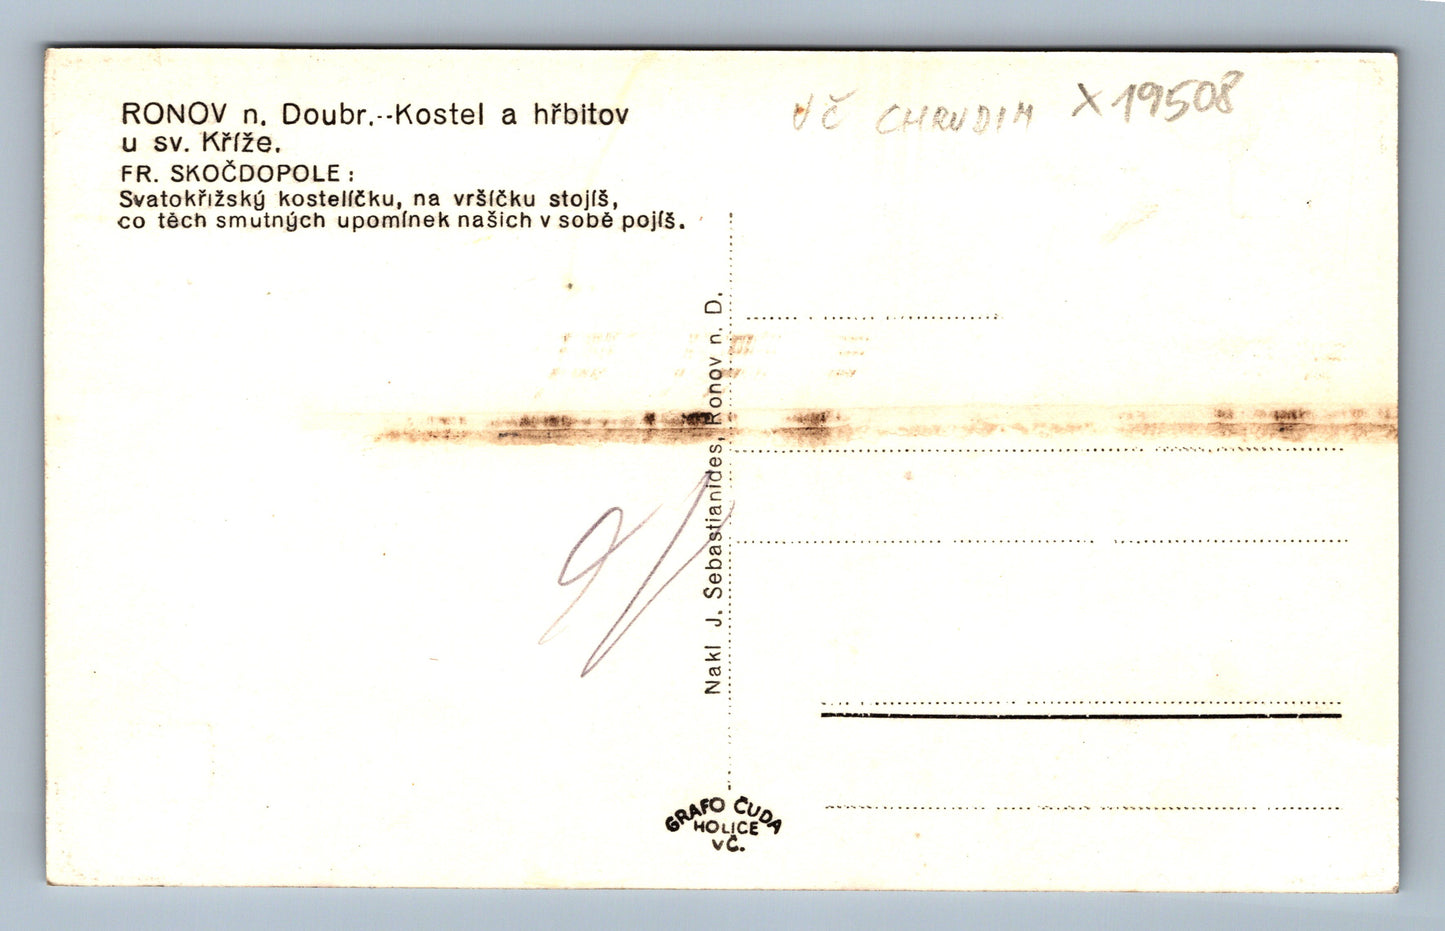 RONOV n. Doubr.--Kostel a hřbitov
u sv. Kříže.
FR. SKOČDOPOLE:
Svatokřižský kostelíčku, na vršíčku stojíš,
co těch smutných upomínek našich v sobě pojíš.
VČ CHRUDIM X 19508
Nakl J. Sebastianides, Ronov n. D.
GRAFO ČUDA
HOLICE
VČ.